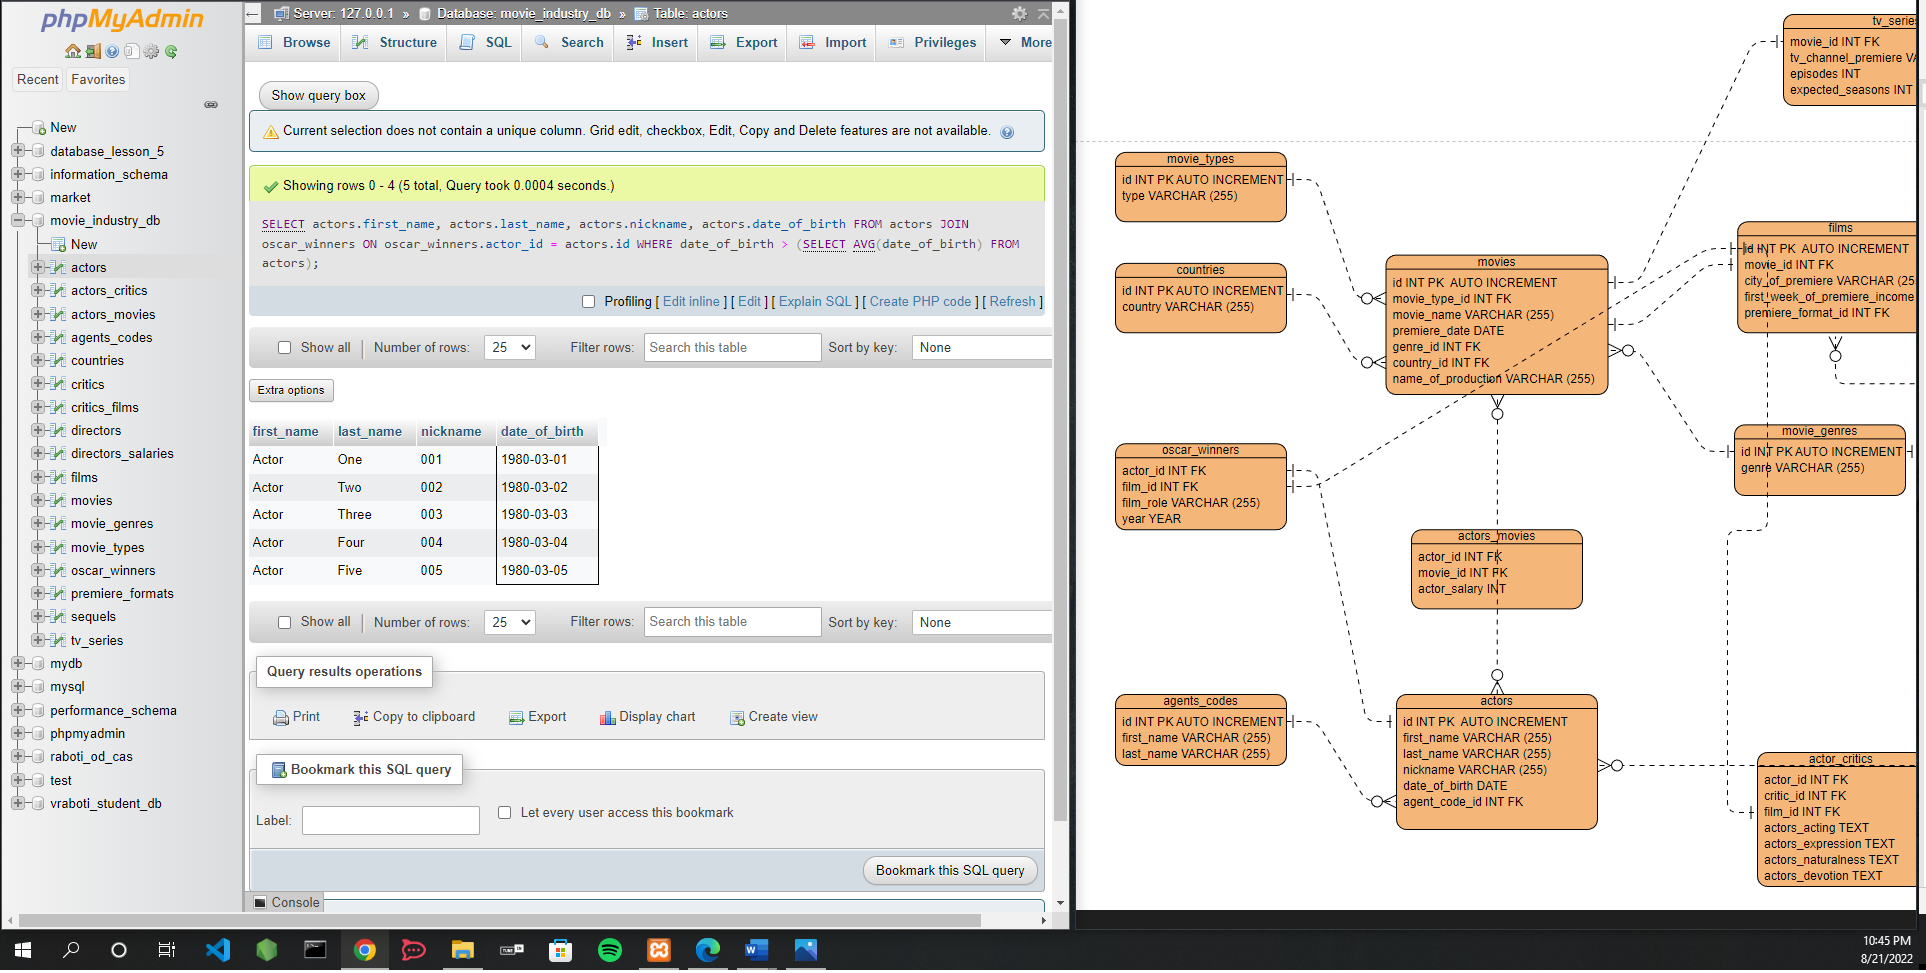 phpMyAdmin
Recent
Favorites
New
database_lesson_5
information_schema
market
movie_industry_db
New
actors
actors_critics
actors_movies
agents_codes
countries
critics
critics_films
directors
directors_salaries
films
movies
movie_genres
movie_types
oscar_winners
premiere_formats
sequels
tv_series
mydb
mysql
performance_schema
phpmyadmin
raboti_od_cas
test
vraboti_student_db
Server: 127.0.0.1 » Database: movie_industry_db » Table: actors
Browse Structure SQL Search Insert Export Import Privileges More
Show query box
Current selection does not contain a unique column. Grid edit, checkbox, Edit, Copy and Delete features are not available.
Showing rows 0 - 4 (5 total, Query took 0.0004 seconds.)
SELECT actors.first_name, actors.last_name, actors.nickname, actors.date_of_birth FROM actors JOIN
oscar_winners ON oscar_winners.actor_id = actors.id WHERE date_of_birth > (SELECT AVG(date_of_birth) FROM
actors);
Profiling [ Edit inline ] [ Edit ] [ Explain SQL ] [ Create PHP code ] [ Refresh ]
Show all Number of rows: 25 Filter rows: Search this table Sort by key: None
Extra options
first_name last_name nickname date_of_birth
Actor One 001 1980-03-01
Actor Two 002 1980-03-02
Actor Three 003 1980-03-03
Actor Four 004 1980-03-04
Actor Five 005 1980-03-05
Show all Number of rows: 25 Filter rows: Search this table Sort by key: None
Query results operations
Print Copy to clipboard Export Display chart Create view
Bookmark this SQL query
Label:
Let every user access this bookmark
Bookmark this SQL query
Console
tv_serie
movie_id INT FK
tv_channel_premiere VA
episodes INT
expected_seasons INT
movie_types
id INT PK AUTO INCREMENT
type VARCHAR (255)
countries
id INT PK AUTO INCREMENT
country VARCHAR (255)
movies
id INT PK AUTO INCREMENT
movie_type_id INT FK
movie_name VARCHAR (255)
premiere_date DATE
genre_id INT FK
country_id INT FK
name_of_production VARCHAR (255)
films
id INT PK AUTO INCREMENT
movie_id INT FK
city_of_premiere VARCHAR (25
first_week_of_premiere_income
premiere_format_id INT FK
movie_genres
id INT PK AUTO INCREMENT
genre VARCHAR (255)
oscar_winners
actor_id INT FK
film_id INT FK
film_role VARCHAR (255)
year YEAR
actors_movies
actor_id INT FK
movie_id INT FK
actor_salary INT
agents_codes
id INT PK AUTO INCREMENT
first_name VARCHAR (255)
last_name VARCHAR (255)
actors
id INT PK AUTO INCREMENT
first_name VARCHAR (255)
last_name VARCHAR (255)
nickname VARCHAR (255)
date_of_birth DATE
agent_code_id INT FK
actor_critics
actor_id INT FK
critic_id INT FK
film_id INT FK
actors_acting TEXT
actors_expression TEXT
actors_naturalness TEXT
actors_devotion TEXT
10:45 PM
8/21/2022